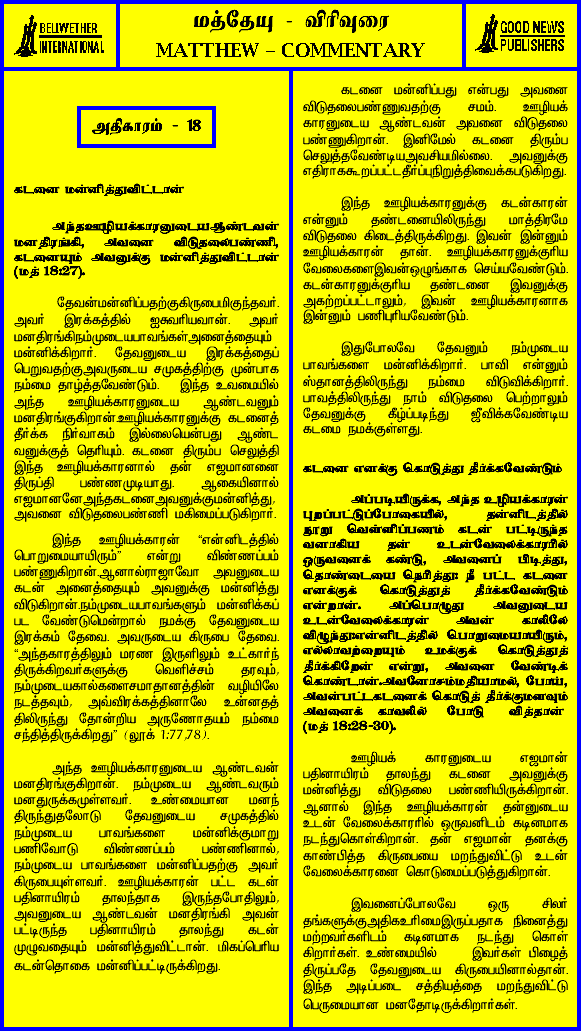 BELWETHER
INTERNATIONAL
மத்தேயு - விரிவுரை
MATTHEW – COMMENTARY
GOOD NEWS
PUBLISHERS
அதிகாரம் - 18
கடனை மன்னித்துவிட்டான்
அந்தஊழியக்காரனுடையஆண்டவன்
மனதிரங்கி, அவனை விடுதலைபண்ணி,
கடனையும் அவனுக்கு மன்னித்துவிட்டான்
(மத் 18:27).
தேவன்மன்னிப்பதற்குகிருபைமிகுந்தவர்.
அவர் இரக்கத்தில் ஐசுவரியவான். அவர்
மனதிரங்கிநம்முடையபாவங்கள்அனைத்தையும்
மன்னிக்கிறார். தேவனுடைய இரக்கத்தைப்
பெறுவதற்குஅவருடைய சமுகத்திற்கு முன்பாக
நம்மை தாழ்த்தவேண்டும். இந்த உவமையில்
அந்த ஊழியக்காரனுடைய ஆண்டவனும்
மனதிரங்குகிறான்.ஊழியக்காரனுக்கு கடனைத்
தீர்க்க நிர்வாகம் இல்லையென்பது ஆண்ட
வனுக்குத் தெரியும். கடனை திரும்ப செலுத்தி
இந்த ஊழியக்காரனால் தன் எஜமானனை
திருப்தி பண்ணமுடியாது. ஆகையினால்
எஜமானனேஅந்தகடனைஅவனுக்குமன்னித்து,
அவனை விடுதலைபண்ணி மகிமைப்படுகிறார்.
இந்த ஊழியக்காரன் “என்னிடத்தில்
பொறுமையாயிரும்” என்று விண்ணப்பம்
பண்ணுகிறான்.ஆனால்ராஜாவோ அவனுடைய
கடன் அனைத்தையும் அவனுக்கு மன்னித்து
விடுகிறான்.நம்முடையபாவங்களும் மன்னிக்கப்
பட வேண்டுமென்றால் நமக்கு தேவனுடைய
இரக்கம் தேவை. அவருடைய கிருபை தேவை.
“அந்தகாரத்திலும் மரண இருளிலும் உட்கார்ந்
திருக்கிறவர்களுக்கு வெளிச்சம் தரவும்,
நம்முடையகால்களைசமாதானத்தின் வழியிலே
நடத்தவும், அவ்விரக்கத்தினாலே உன்னதத்
திலிருந்து தோன்றிய அருணோதயம் நம்மை
சந்தித்திருக்கிறது” (லூக் 1:77,78).
அந்த ஊழியக்காரனுடைய ஆண்டவன்
மனதிரங்குகிறான். நம்முடைய ஆண்டவரும்
மனதுருக்கமுள்ளவர். உண்மையான மனந்
திருந்துதலோடு தேவனுடைய சமுகத்தில்
நம்முடைய பாவங்களை மன்னிக்குமாறு
பணிவோடு விண்ணப்பம் பண்ணினால்,
நம்முடைய பாவங்களை மன்னிப்பதற்கு அவர்
கிருபையுள்ளவர். ஊழியக்காரன் பட்ட கடன்
பதினாயிரம் தாலந்தாக இருந்தபோதிலும்,
அவனுடைய ஆண்டவன் மனதிரங்கி அவன்
பட்டிருந்த பதினாயிரம் தாலந்து கடன்
முழுவதையும் மன்னித்துவிட்டான். மிகப்பெரிய
கடன்தொகை மன்னிப்பட்டிருக்கிறது.
கடனை மன்னிப்பது என்பது அவனை
விடுதலைபண்ணுவதற்கு சமம். ஊழியக்
காரனுடைய ஆண்டவன் அவனை விடுதலை
பண்ணுகிறான். இனிமேல் கடனை திரும்ப
செலுத்தவேண்டியஅவசியமில்லை. அவனுக்கு
எதிராககூறப்பட்டதீர்ப்புநிறுத்திவைக்கபடுகிறது.
இந்த ஊழியக்காரனுக்கு கடன்காரன்
என்னும் தண்டனையிலிருந்து மாத்திரமே
விடுதலை கிடைத்திருக்கிறது. இவன் இன்னும்
ஊழியக்காரன் தான். ஊழியக்காரனுக்குரிய
வேலைகளைஇவன்ஒழுங்காக செய்யவேண்டும்.
கடன்காரனுக்குரிய தண்டனை இவனுக்கு
அகற்றப்பட்டாலும், இவன் ஊழியக்காரனாக
இன்னும் பணிபுரியவேண்டும்.
இதுபோலவே தேவனும் நம்முடைய
பாவங்களை மன்னிக்கிறார். பாவி என்னும்
ஸ்தானத்திலிருந்து நம்மை விடுவிக்கிறார்.
பாவத்திலிருந்து நாம் விடுதலை பெற்றாலும்
தேவனுக்கு கீழ்ப்படிந்து ஜீவிக்கவேண்டிய
கடமை நமக்குள்ளது.
கடனை எனக்கு கொடுத்து தீர்க்கவேண்டும்
அப்படியிருக்க, அந்த ஊழியக்காரன்
புறப்பட்டுப்போகையில், தன்னிடத்தில்
நூறு வெள்ளிப்பணம் கடன் பட்டிருந்த
வனாகிய தன் உடன்வேலைக்காரரில்
ஒருவனைக் கண்டு, அவனைப் பிடித்து,
தொண்டையை நெரித்து: நீ பட்ட கடனை
எனக்குக் கொடுத்துத் தீர்க்கவேண்டும்
என்றான். அப்பொழுது அவனுடைய
உடன்வேலைக்காரன் அவன் காலிலே
விழுந்து:என்னிடத்தில் பொறுமையாயிரும்,
எல்லாவற்றையும் உமக்குக் கொடுத்துத்
தீர்க்கிறேன் என்று, அவனை வேண்டிக்
கொண்டான்.அவனோசம்மதியாமல், போய்,
அவன்பட்டகடனைக் கொடுத் தீர்க்குமளவும்
அவனைக் காவலில் போடு வித்தான்
(மத் 18:28-30).
ஊழியக் காரனுடைய எஜமான்
பதினாயிரம் தாலந்து கடனை அவனுக்கு
மன்னித்து விடுதலை பண்ணியிருக்கிறான்.
ஆனால் இந்த ஊழியக்காரன் தன்னுடைய
உடன் வேலைக்காரரில் ஒருவனிடம் கடினமாக
நடந்துகொள்கிறான். தன் எஜமான் தனக்கு
காண்பித்த கிருபையை மறந்துவிட்டு உடன்
வேலைக்காரனை கொடுமைப்படுத்துகிறான்.
இவனைப்போலவே ஒரு சிலர்
தங்களுக்குஅதிகஉரிமைஇருப்பதாக நினைத்து
மற்றவர்களிடம் கடினமாக நடந்து கொள்
கிறார்கள். உண்மையில் இவர்கள் பிழைத்
திருப்பதே தேவனுடைய கிருபையினால்தான்.
இந்த அடிப்படை சத்தியத்தை மறந்துவிட்டு
பெருமையான மனதோடிருக்கிறார்கள்.